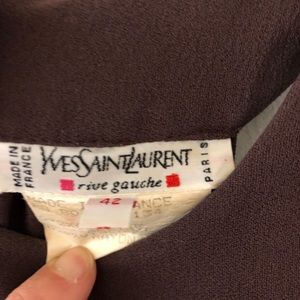 MADE IN
FRANCE
YVESSAINTLAURENT
rive gauche
PARIS
42